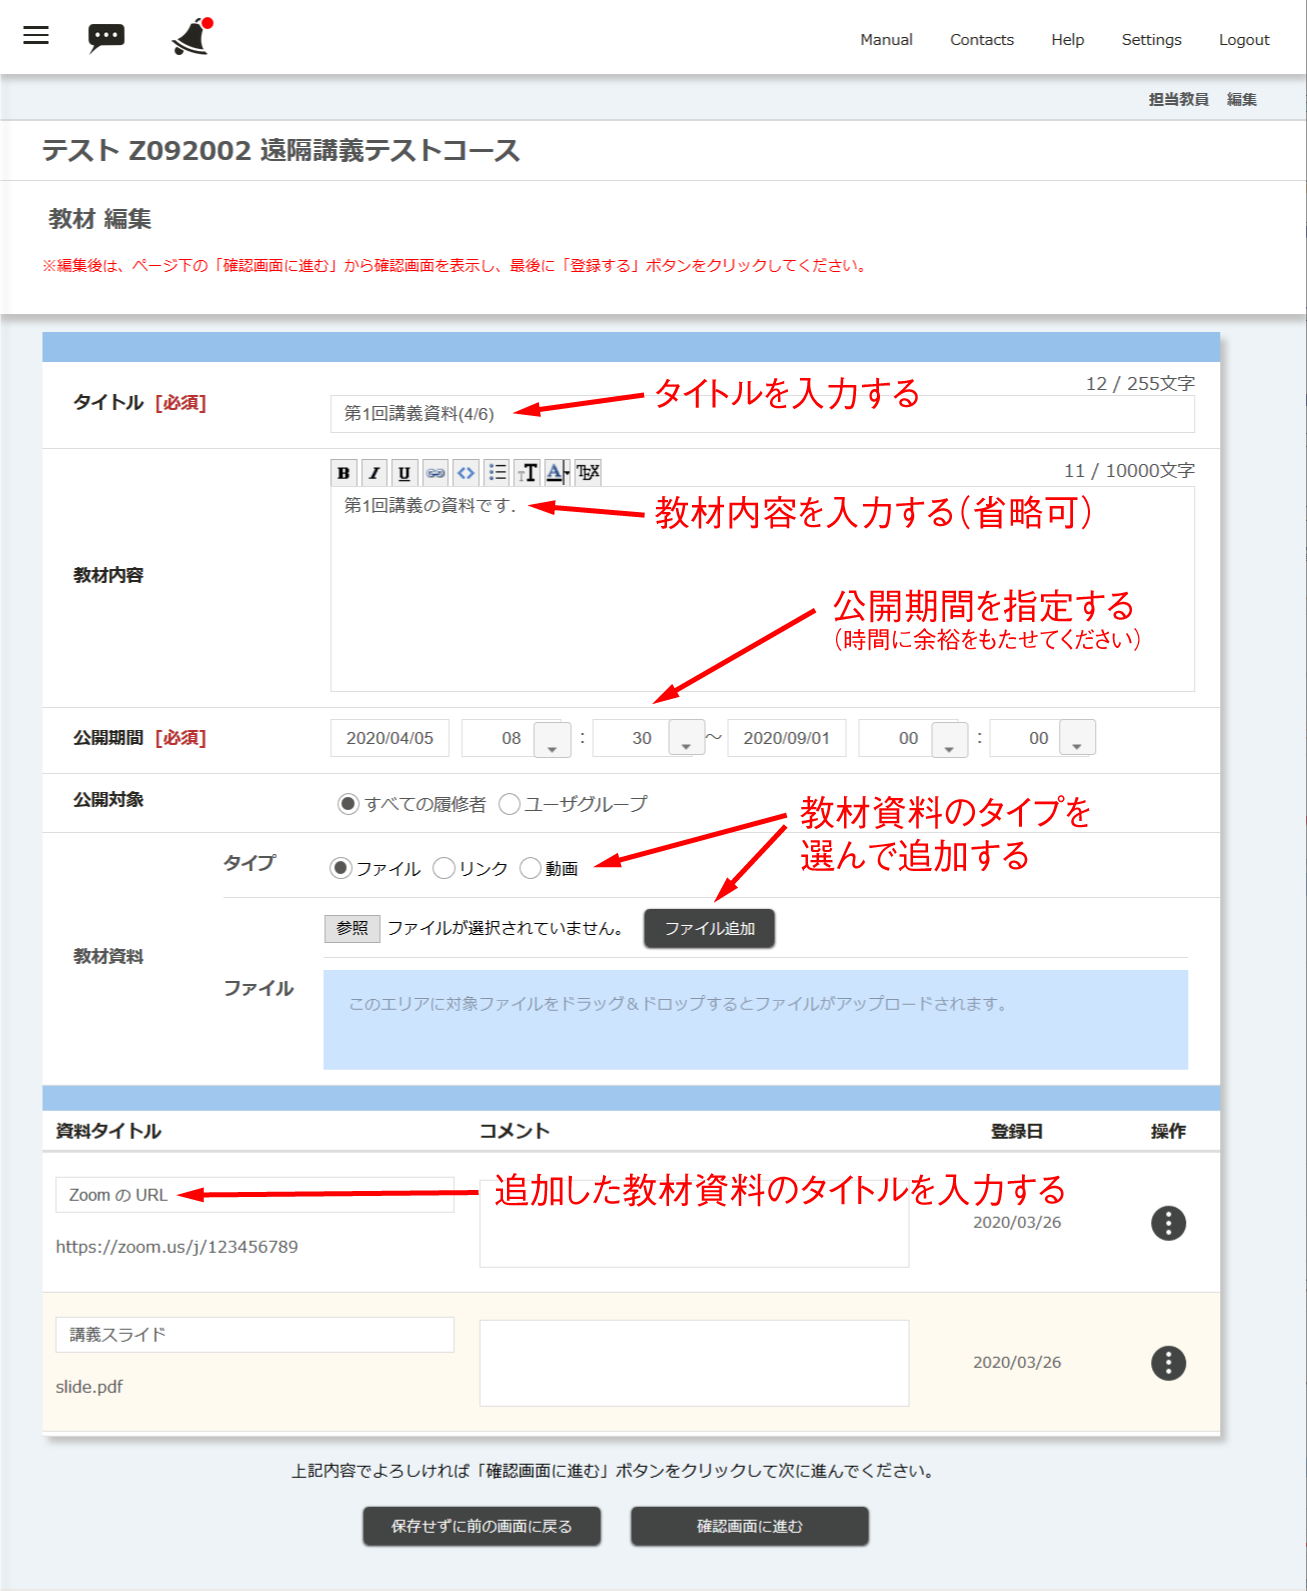 Manual Contacts Help Settings Logout
担当教員 編集
テスト Z092002 遠隔講義テストコース
教材 編集
※編集後は、ページ下の「確認画面に進む」から確認画面を表示し、最後に「登録する」ボタンをクリックしてください。
12 / 255文字
タイトル [必須]
第1回講義資料(4/6)
タイトルを入力する
B I U <> TT A TEX
11 / 10000文字
第1回講義の資料です.
教材内容を入力する(省略可)
教材内容
公開期間を指定する
(時間に余裕をもたせてください)
公開期間 [必須]
2020/04/05 08 : 30 ～ 2020/09/01 00 : 00
公開対象
すべての履修者 ユーザグループ
教材資料のタイプを
選んで追加する
タイプ
ファイル リンク 動画
参照 ファイルが選択されていません。 ファイル追加
教材資料
ファイル
このエリアに対象ファイルをドラッグ&ドロップするとファイルがアップロードされます。
資料タイトル コメント 登録日 操作
Zoom の URL
追加した教材資料のタイトルを入力する
2020/03/26
https://zoom.us/j/123456789
講義スライド
2020/03/26
slide.pdf
上記内容でよろしければ「確認画面に進む」ボタンをクリックして次に進んでください。
保存せずに前の画面に戻る 確認画面に進む